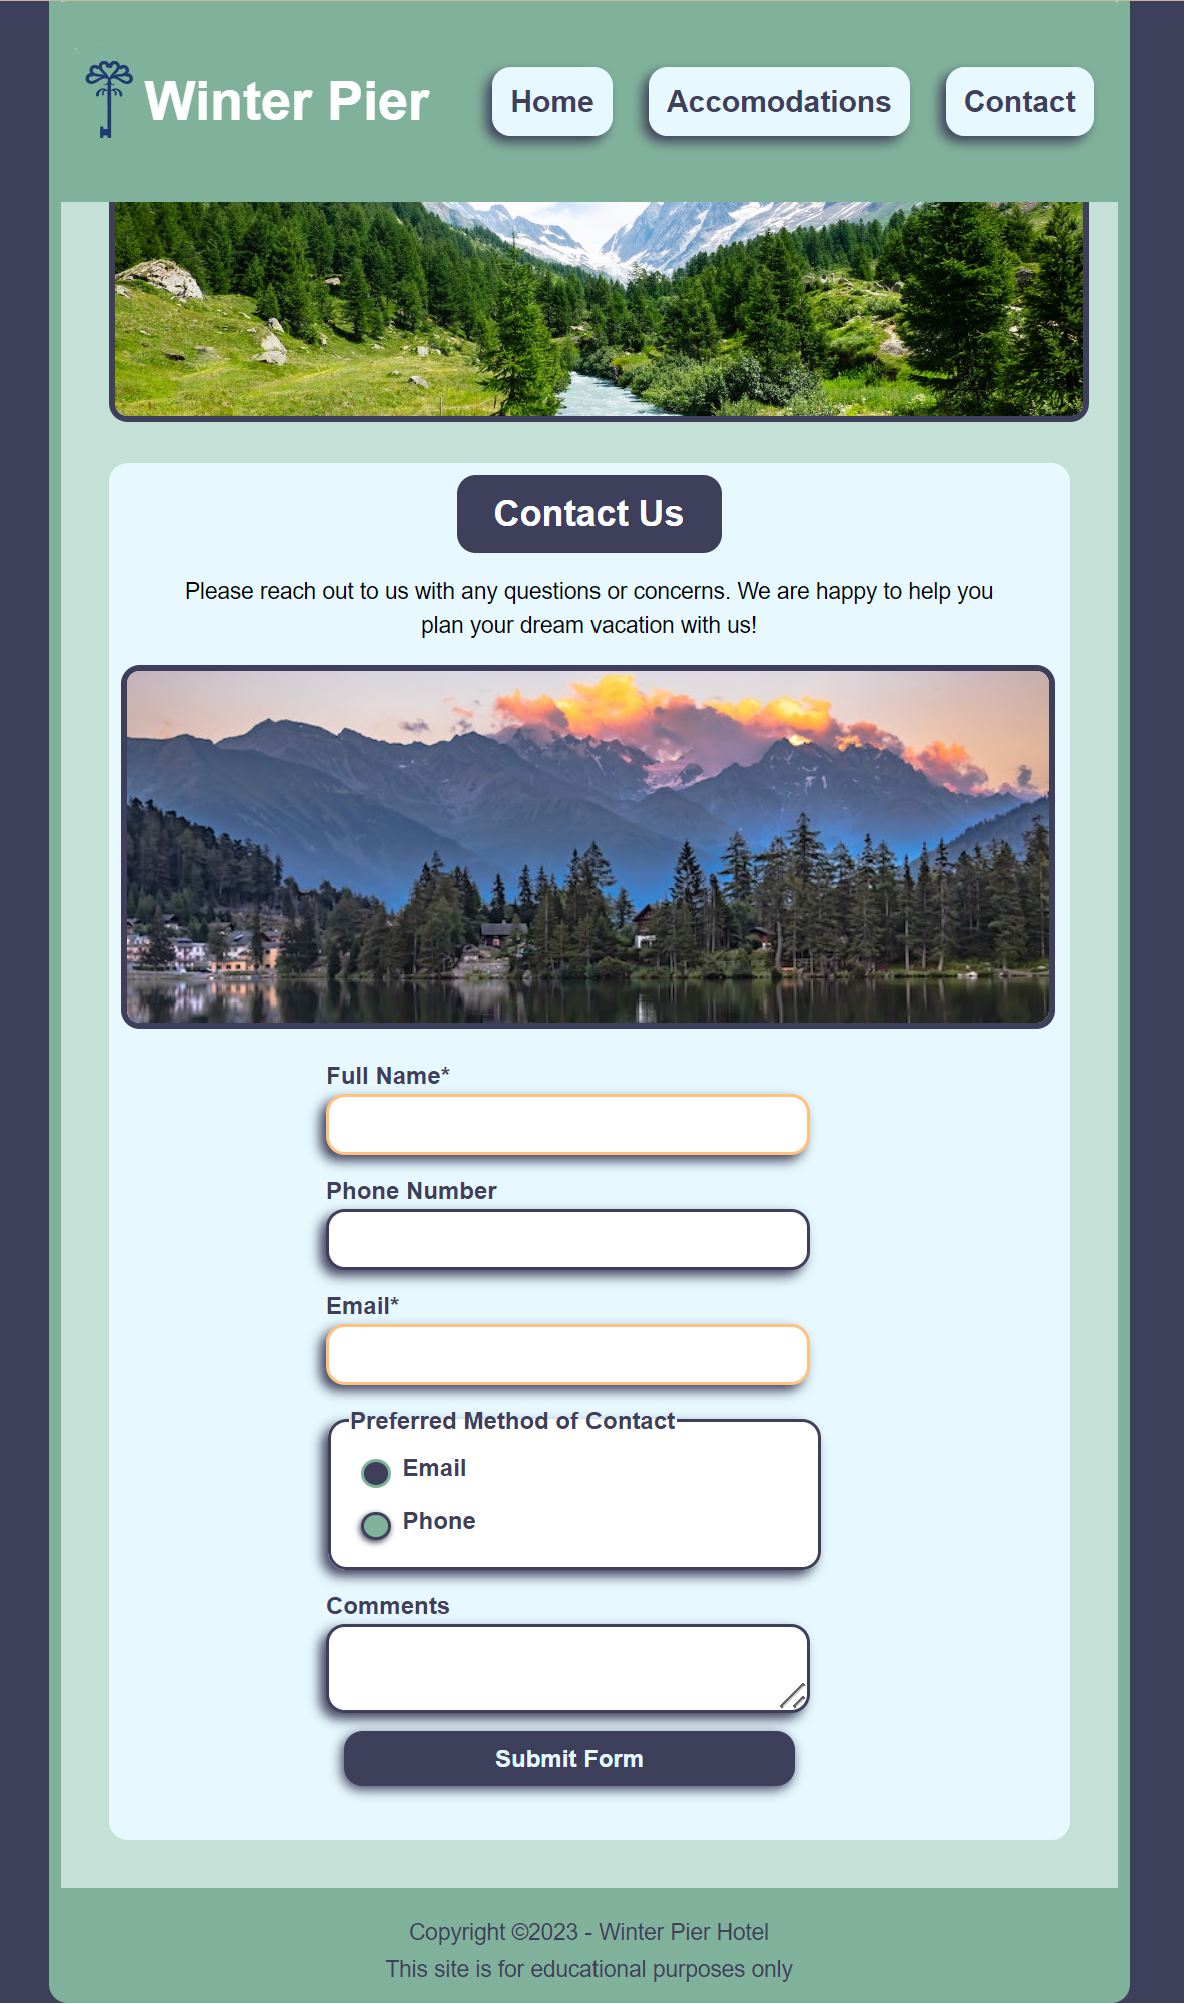 Winter Pier
Home
Accomodations
Contact
Contact Us
Please reach out to us with any questions or concerns. We are happy to help you
plan your dream vacation with us!
Full Name*
Phone Number
Email*
Preferred Method of Contact
Email
Phone
Comments
Submit Form
Copyright ©2023 - Winter Pier Hotel
This site is for educational purposes only